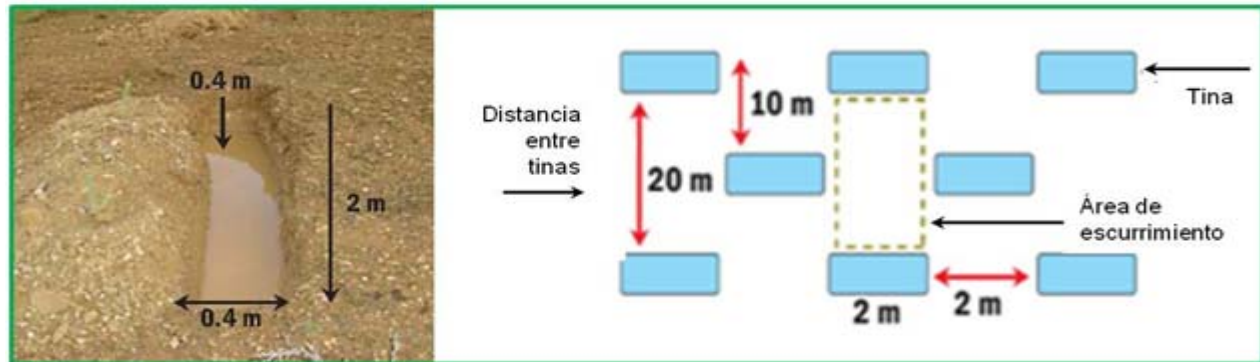 0.4 m
2 m
0.4 m
Distancia
entre
tinas
10 m
20 m
Tina
Área de
escurrimiento
2 m
2 m